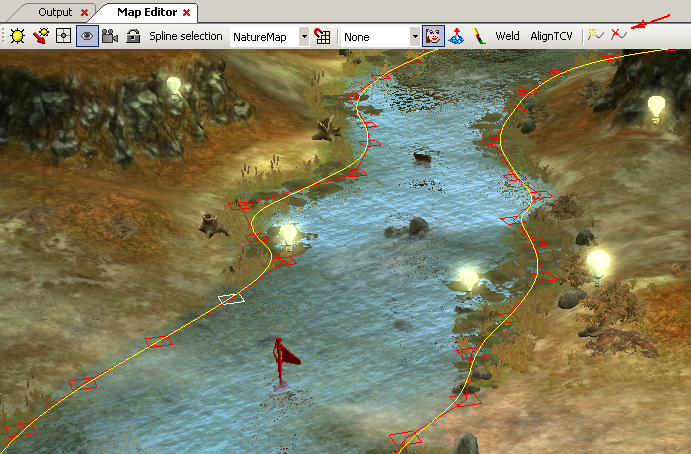 Output
Map Editor
Spline selection
NatureMap
None
Weld
AlignTCV